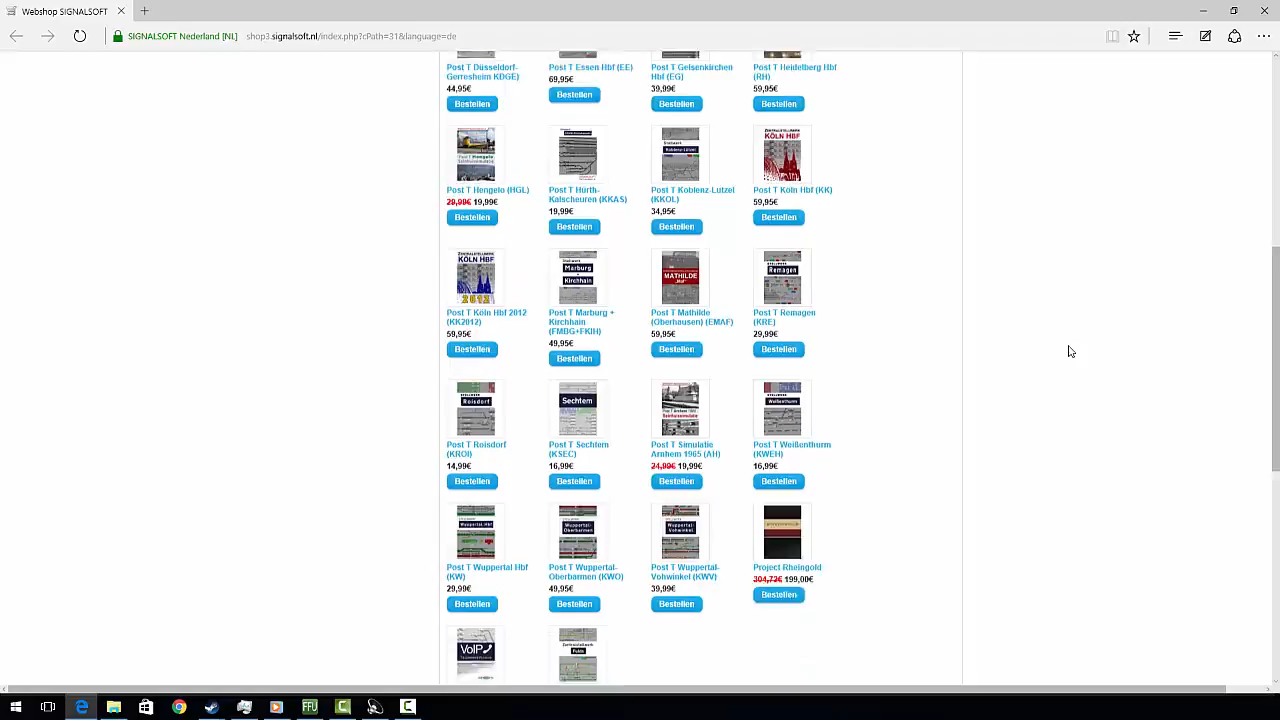 Webshop SIGNALSOFT
SIGNALSOFT Nederland [NL] shop3.signalsoft.nl/index.php?cPath=31&language=de
Post T Düsseldorf- Post T Essen Hbf (EE) Post T Gelsenkirchen Post T Heidelberg Hbf
Gerresheim KDGE) 69,95€ Hbf (EG) (RH)
44,95€ 39,99€ 59,95€
Bestellen Bestellen Bestellen Bestellen
KÖLN HBF
Post T Hengelo (HGL) Post T Hürth- Post T Koblenz-Lützel Post T Köln Hbf (KK)
29,99€ 19,99€ Kalscheuren (KKAS) (KKOL) 59,95€
19,99€ 34,95€
Bestellen Bestellen Bestellen Bestellen
KÖLN HBF Marburg MATHILDE Remagen
2012 Kirchhain
Post T Köln Hbf 2012 Post T Marburg + Post T Mathilde Post T Remagen
(KK2012) Kirchhain (Oberhausen) (EMAF) (KRE)
59,95€ (FMBG+FKIH) 59,95€ 29,99€
49,95€
Bestellen Bestellen Bestellen Bestellen
Roisdorf Sechtem Weißenthurm
Post T Roisdorf Post T Sechtem Post T Simulatie Post T Weißenthurm
(KROI) (KSEC) Arnhem 1965 (AH) (KWEH)
14,99€ 16,99€ 24,99€ 19,99€ 16,99€
Bestellen Bestellen Bestellen Bestellen
Wuppertal Hbf Wuppertal-Oberbarmen Wuppertal-Vohwinkel
Post T Wuppertal Hbf Post T Wuppertal- Post T Wuppertal- Project Rheingold
(KW) Oberbarmen (KWO) Vohwinkel (KWV) 304,72€ 199,00€
29,99€ 49,95€ 39,99€
Bestellen Bestellen Bestellen Bestellen
VoIP